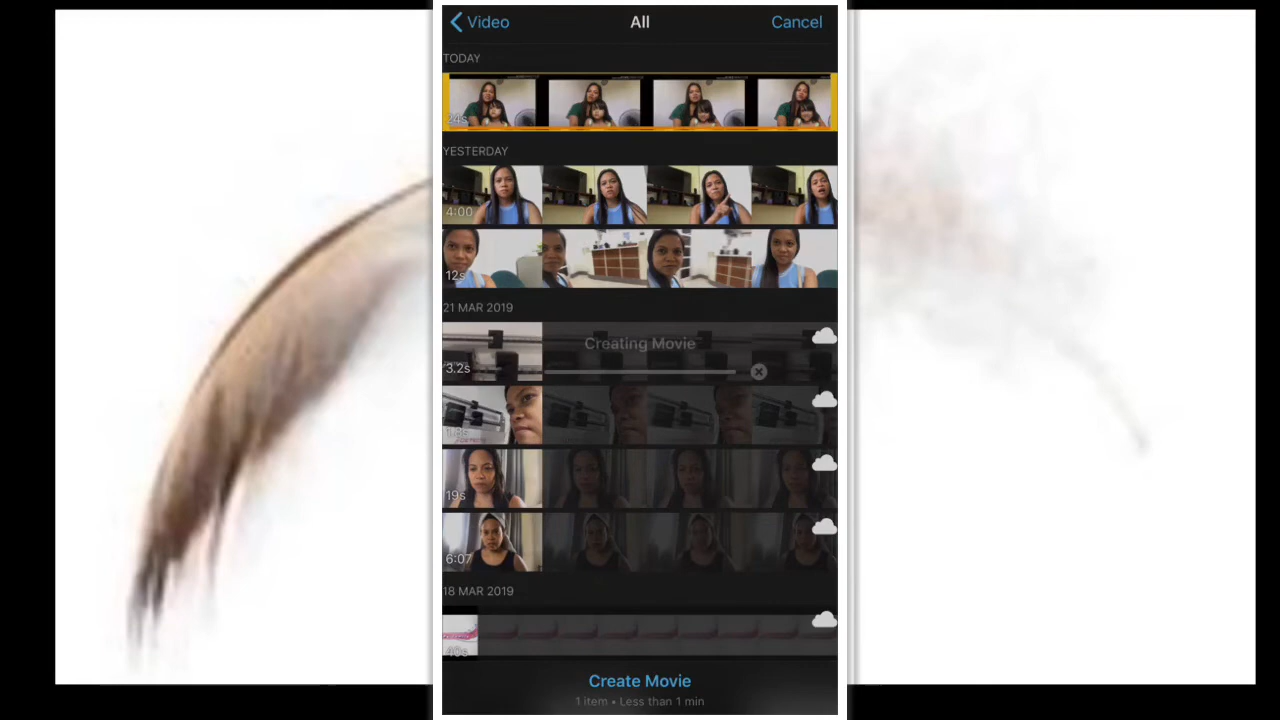 Video
All
Cancel
TODAY
24s
YESTERDAY
4:00
12s
21 MAR 2019
Creating Movie
3.2s
19s
6:07
18 MAR 2019
40s
Create Movie
1 item • Less than 1 min